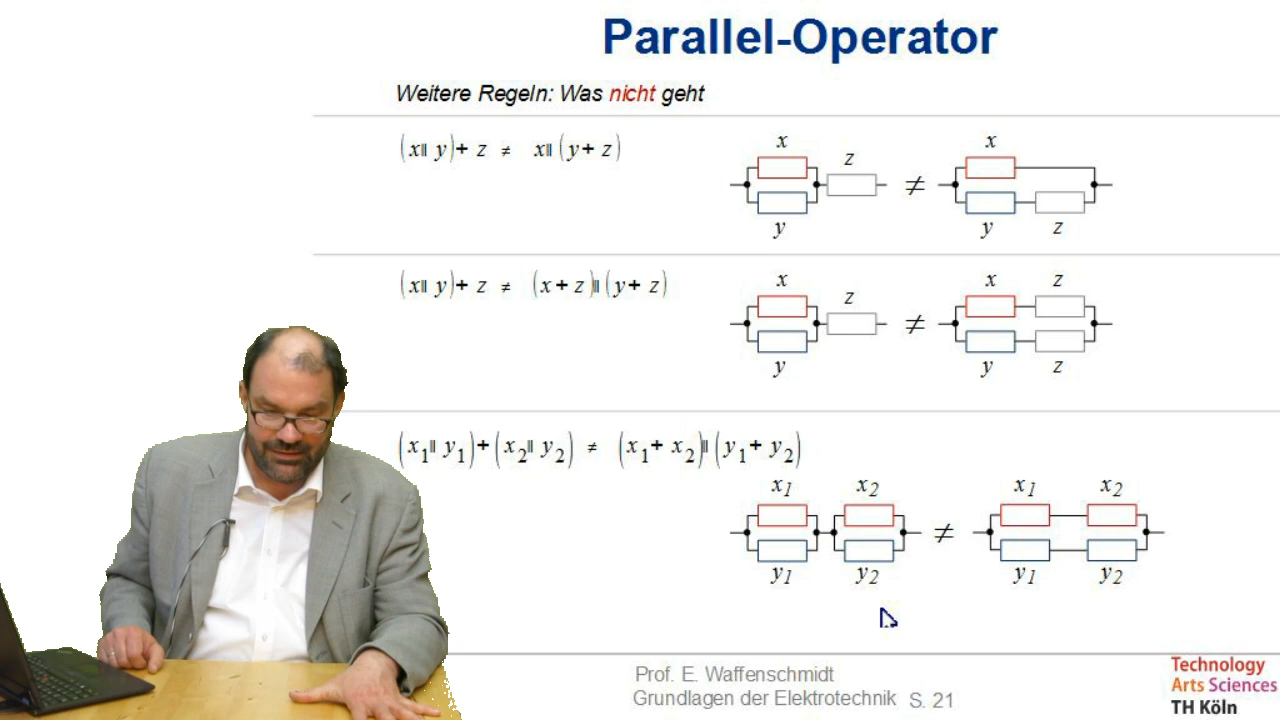 Parallel-Operator
Weitere Regeln: Was nicht geht
(x∥ y)+ z ≠ x∥ (y+ z)
x
z
y
≠
x
y
z
(x∥ y)+ z ≠ (x+ z)∥(y+ z)
x
z
y
≠
x z
y z
(x₁∥ y₁)+(x₂∥ y₂) ≠ (x₁+ x₂)∥(y₁+ y₂)
x₁ x₂
y₁ y₂
≠
x₁ x₂
y₁ y₂
Prof. E. Waffenschmidt
Grundlagen der Elektrotechnik S. 21
Technology
Arts Sciences
TH Köln